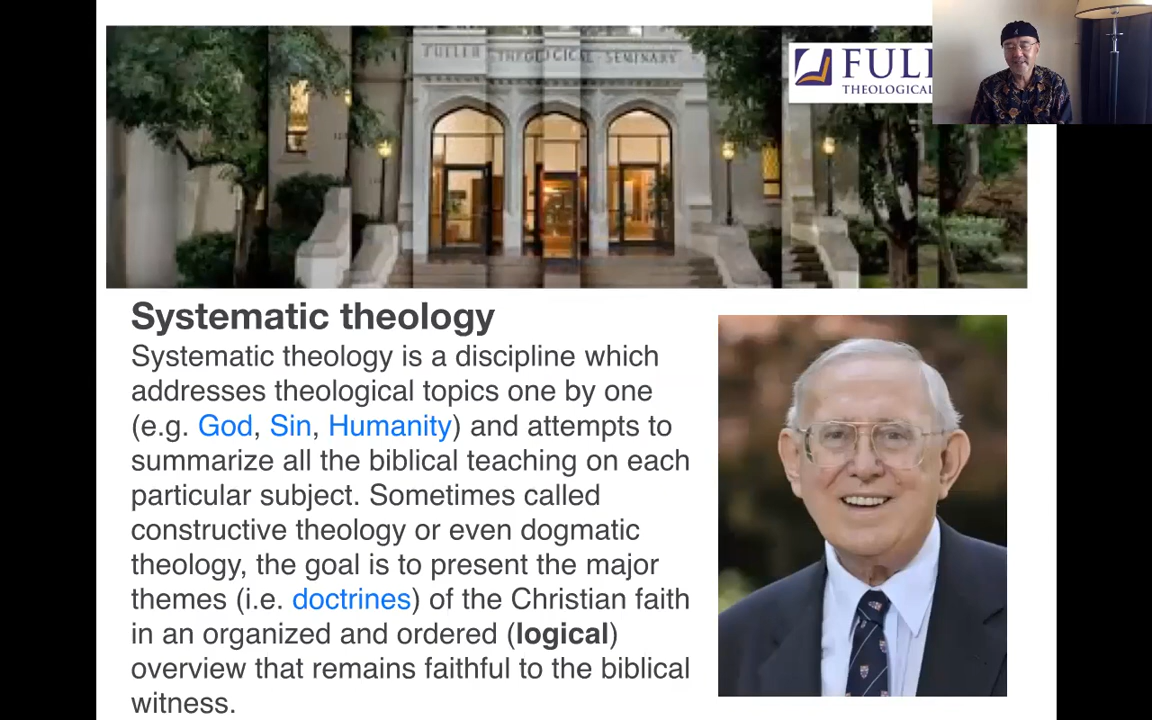 FULLER THEOLOGICAL SEMINARY
FUL
THEOLOGICAL
Systematic theology
Systematic theology is a discipline which
addresses theological topics one by one
(e.g. God, Sin, Humanity) and attempts to
summarize all the biblical teaching on each
particular subject. Sometimes called
constructive theology or even dogmatic
theology, the goal is to present the major
themes (i.e. doctrines) of the Christian faith
in an organized and ordered (logical)
overview that remains faithful to the biblical
witness.